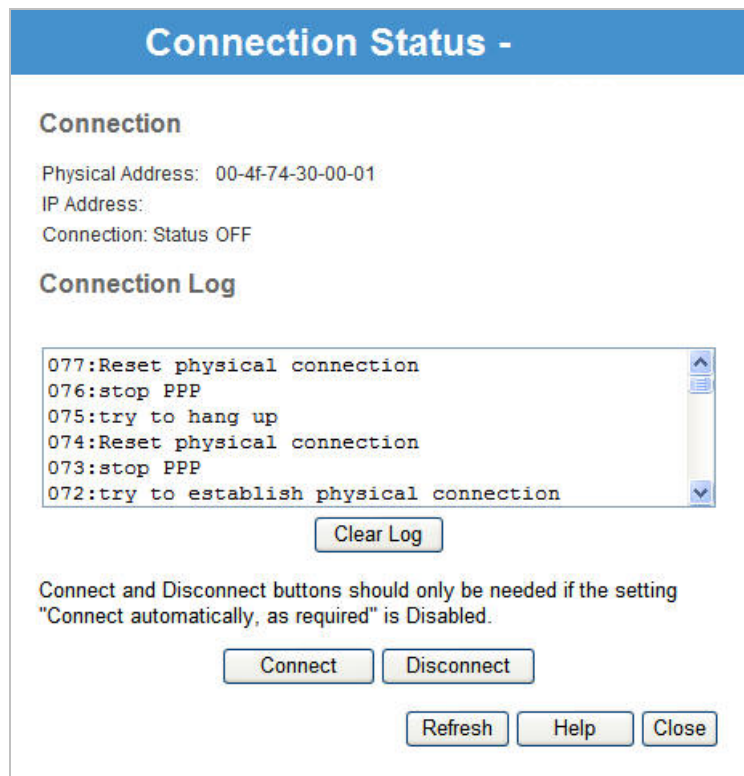 Connection Status -
Connection
Physical Address: 00-4f-74-30-00-01
IP Address:
Connection: Status OFF
Connection Log
077:Reset physical connection
076:stop PPP
075:try to hang up
074:Reset physical connection
073:stop PPP
072:try to establish physical connection
Clear Log
Connect and Disconnect buttons should only be needed if the setting
"Connect automatically, as required" is Disabled.
Connect Disconnect
Refresh Help Close